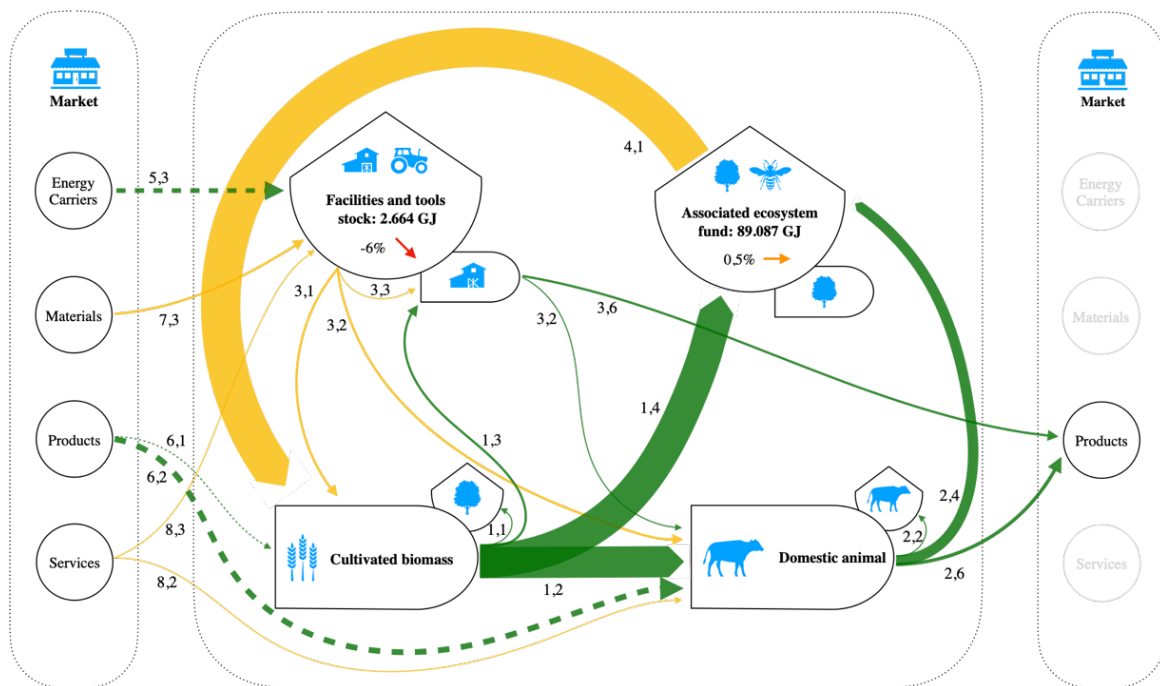 Market
Energy
Carriers
Materials
Products
Services
5,3
7,3
6,1
6,2
8,3
8,2
Facilities and tools
stock: 2.664 GJ
-6%
3,1
3,2
3,3
4,1
Associated ecosystem
fund: 89.087 GJ
0,5%
3,2
3,6
1,3
1,4
Cultivated biomass
1,1
1,2
Domestic animal
2,2
2,4
2,6
Market
Energy
Carriers
Materials
Products
Services